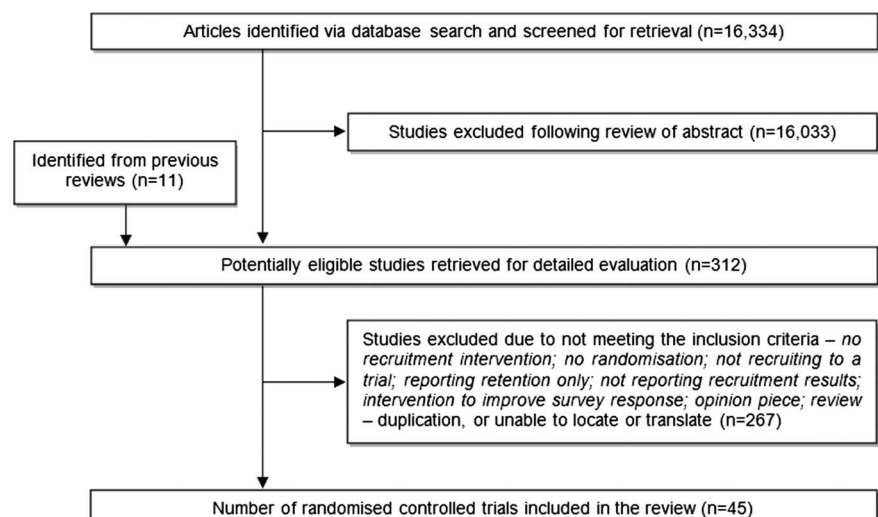 Articles identified via database search and screened for retrieval (n=16,334)
Studies excluded following review of abstract (n=16,033)
Identified from previous
reviews (n=11)
Potentially eligible studies retrieved for detailed evaluation (n=312)
Studies excluded due to not meeting the inclusion criteria – no
recruitment intervention; no randomisation; not recruiting to a
trial; reporting retention only; not reporting recruitment results;
intervention to improve survey response; opinion piece; review
– duplication, or unable to locate or translate (n=267)
Number of randomised controlled trials included in the review (n=45)